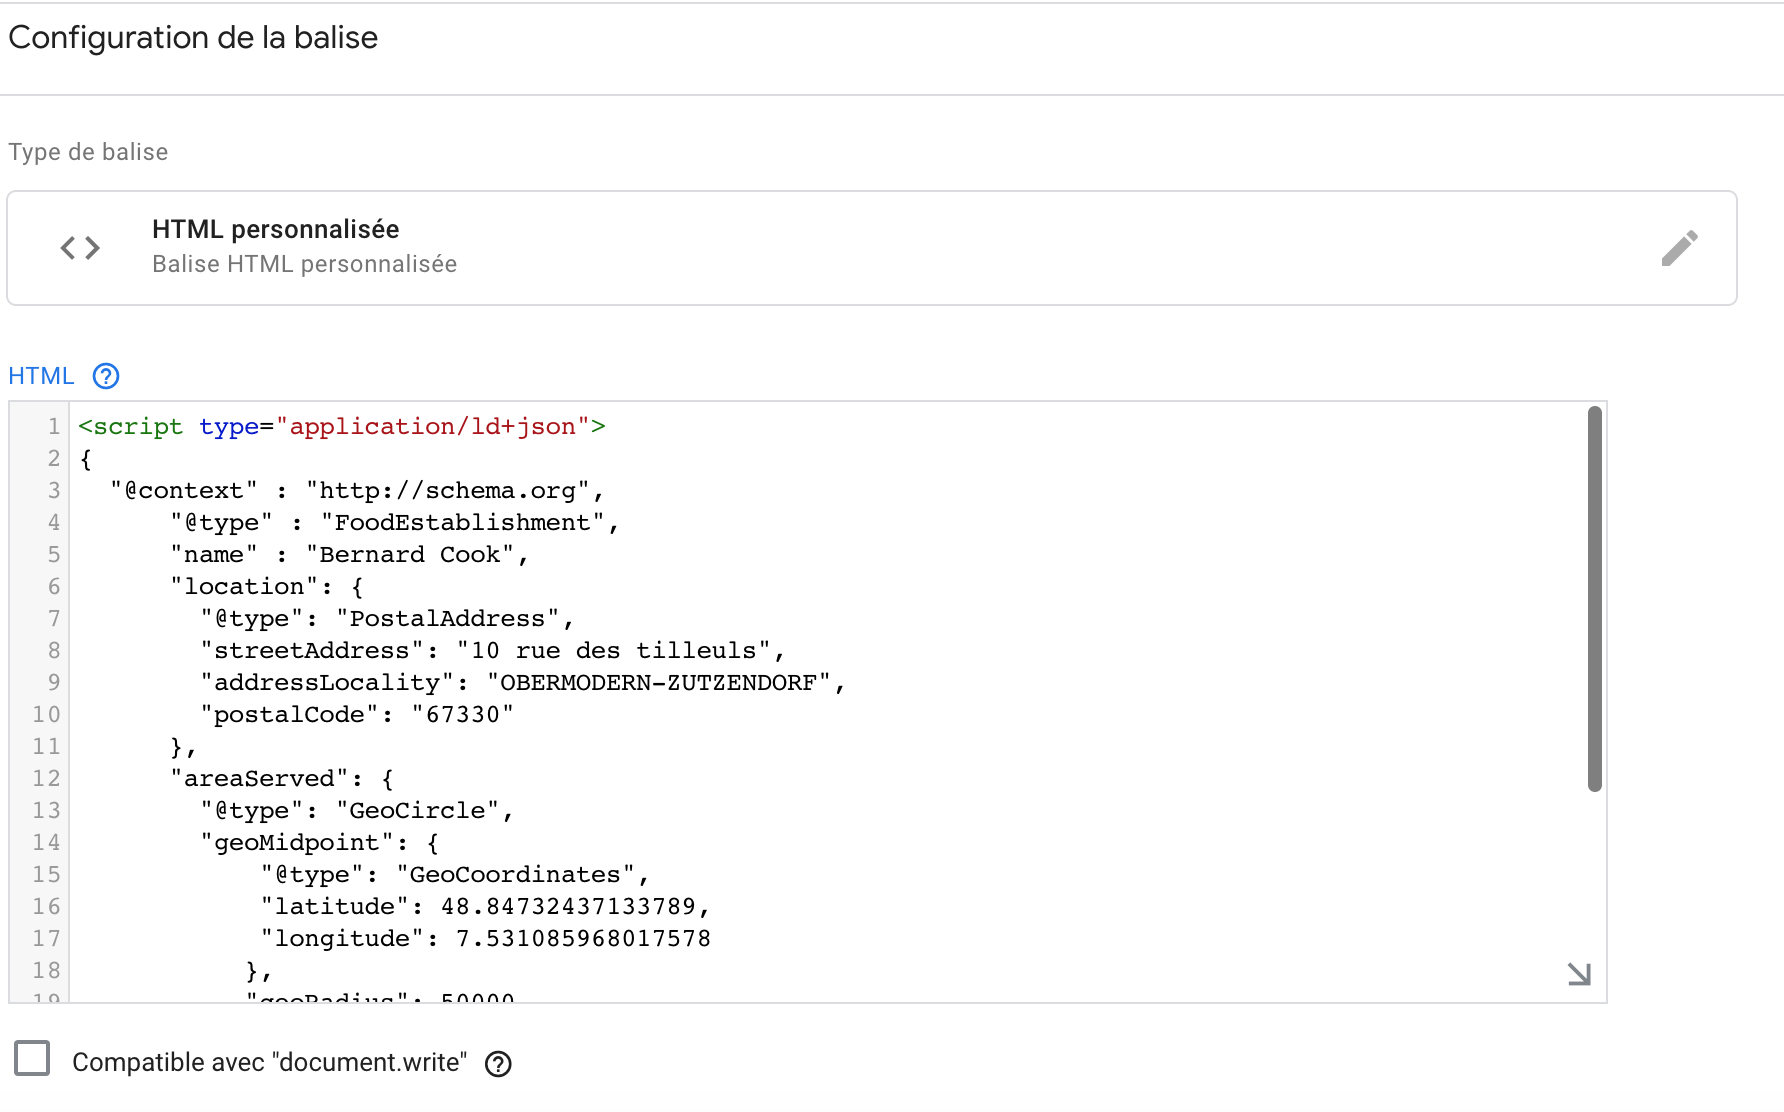 Configuration de la balise
Type de balise
HTML personnalisée
Balise HTML personnalisée
HTML
1 <script type="application/ld+json">
2 {
3 "@context" : "http://schema.org",
4 "@type" : "FoodEstablishment",
5 "name" : "Bernard Cook",
6 "location": {
7 "@type": "PostalAddress",
8 "streetAddress": "10 rue des tilleuls",
9 "addressLocality": "OBERMODERN-ZUTZENDORF",
10 "postalCode": "67330"
11 },
12 "areaServed": {
13 "@type": "GeoCircle",
14 "geoMidpoint": {
15 "@type": "GeoCoordinates",
16 "latitude": 48.84732437133789,
17 "longitude": 7.531085968017578
18 },
19 "geoRadius": 50000
Compatible avec "document.write"